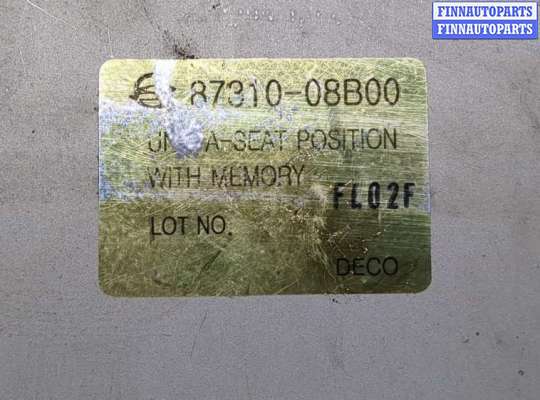 FINNAUTOPARTS
FINNAUTOPARTS
87310-08B00
SEAT POSITION
WITH MEMORY
FL02F
LOT NO.
DECO